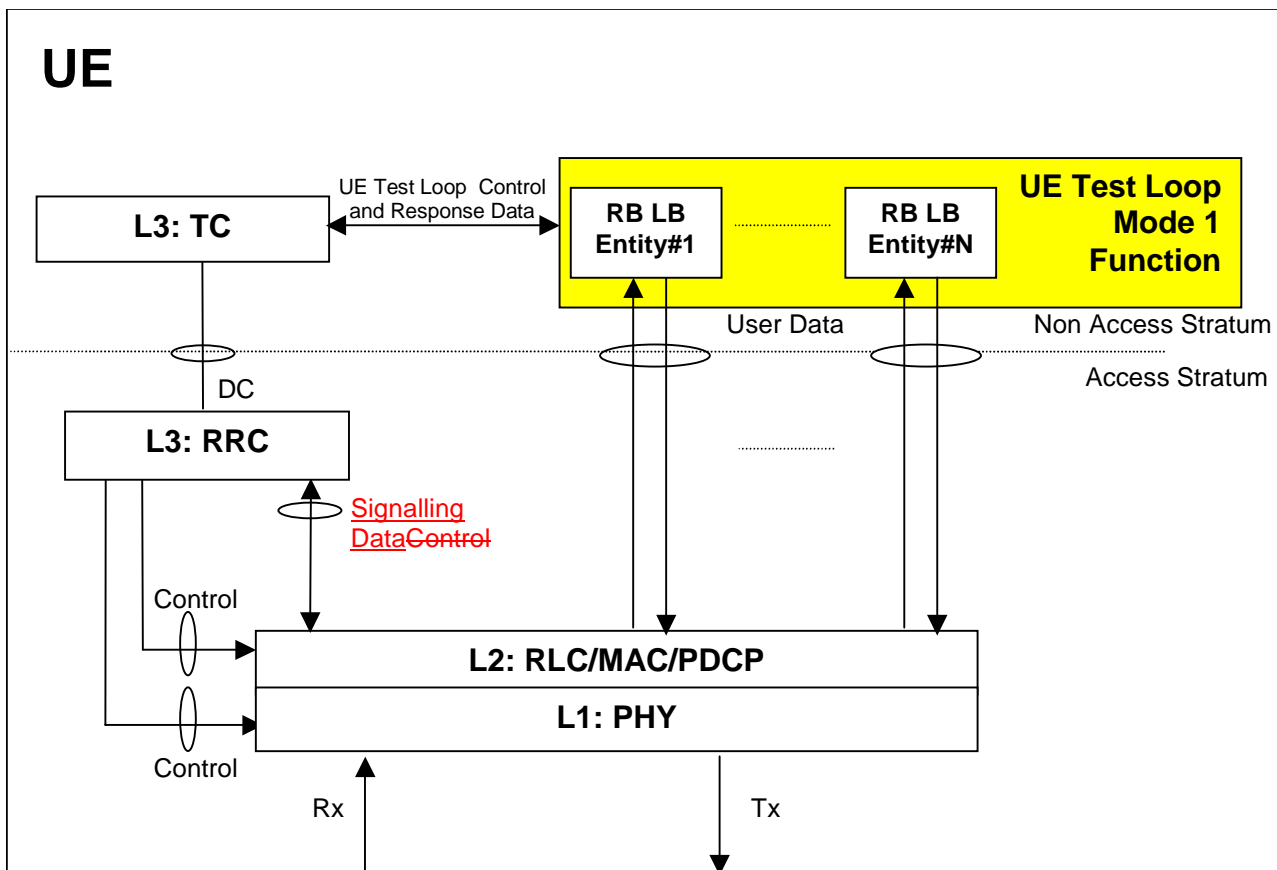 UE
UE Test Loop Control
and Response Data
UE Test Loop
Mode 1
Function
RB LB
Entity#1
RB LB
Entity#N
L3: TC
User Data
Non Access Stratum
Access Stratum
DC
L3: RRC
Signalling
DataControl
Control
L2: RLC/MAC/PDCP
L1: PHY
Control
Rx
Tx